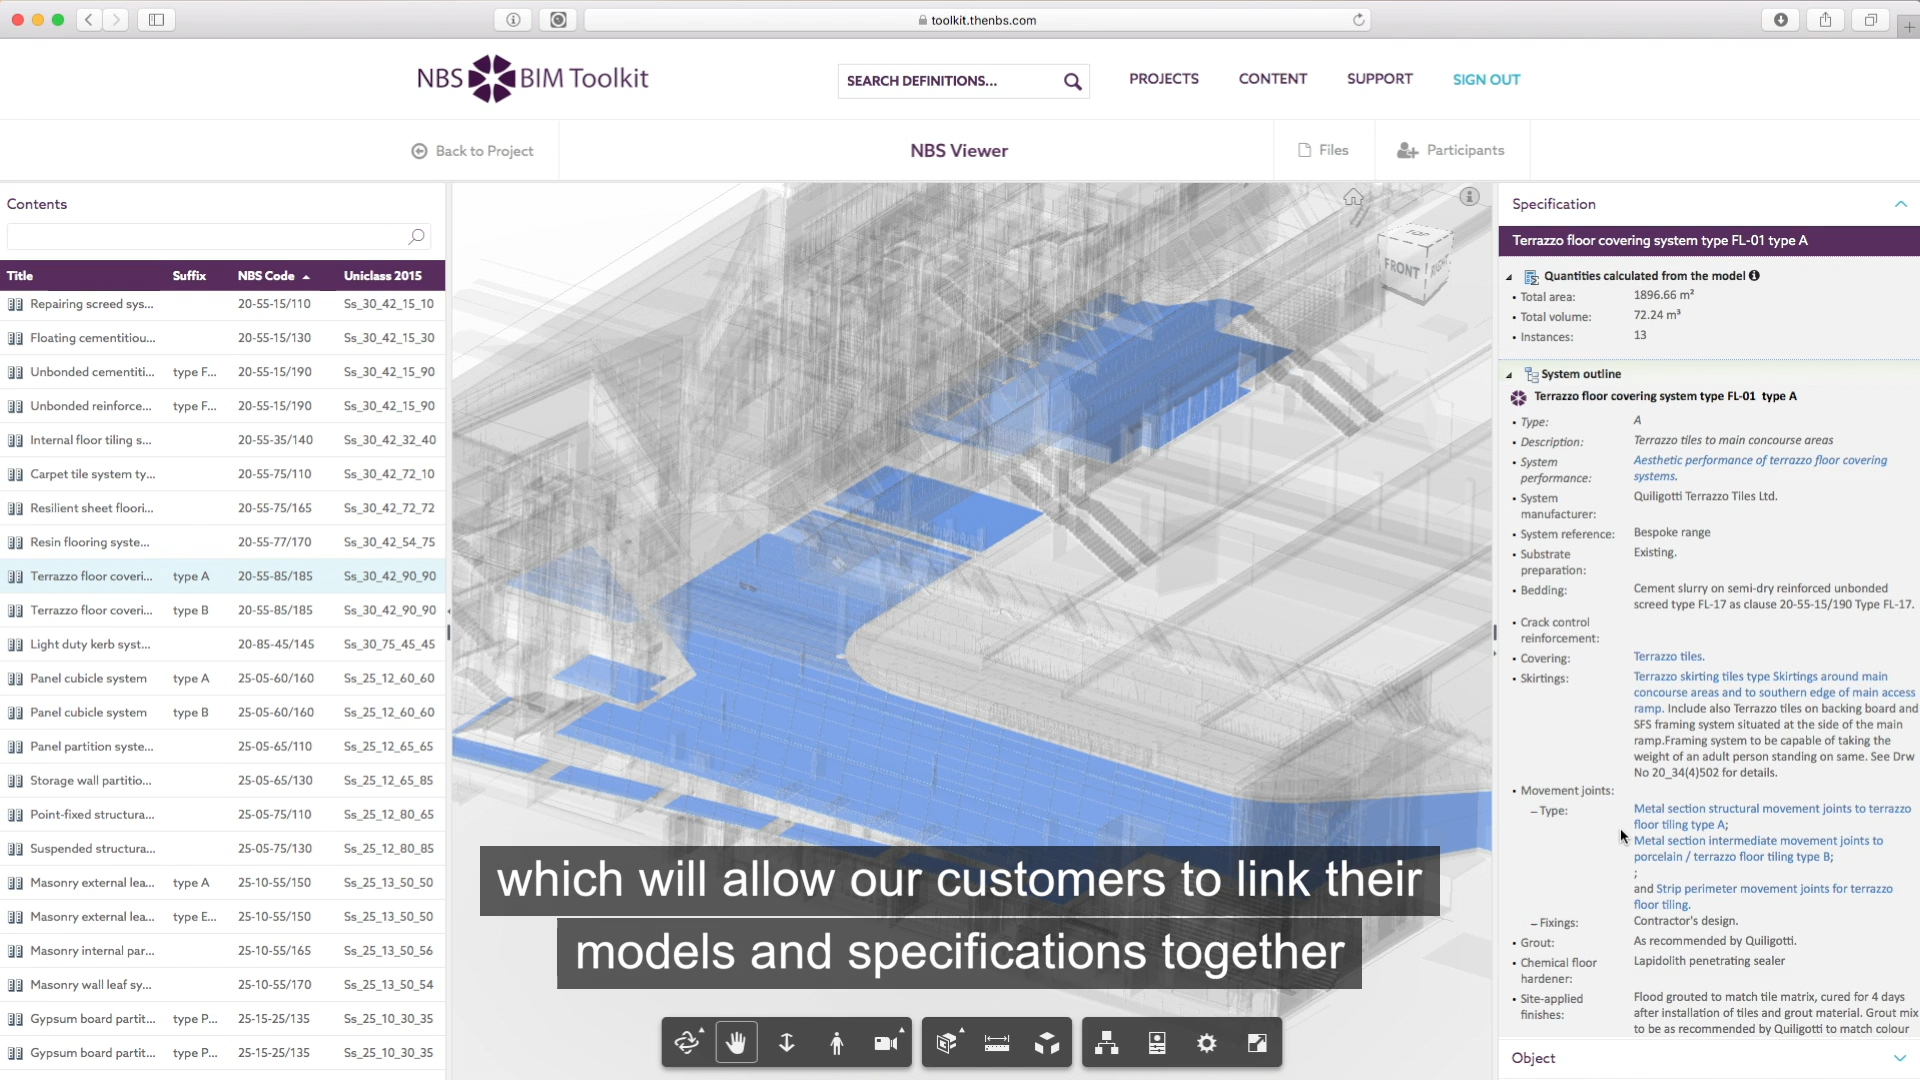 toolkit.thenbs.com
NBS BIM Toolkit
SEARCH DEFINITIONS...
PROJECTS
CONTENT
SUPPORT
SIGN OUT
Back to Project
NBS Viewer
Files
Participants
Contents
Title Suffix NBS Code Uniclass 2015
Repairing screed sys... 20-55-15/110 Ss_30_42_15_10
Floating cementitiou... 20-55-15/130 Ss_30_42_15_30
Unbonded cementiti... type F... 20-55-15/190 Ss_30_42_15_90
Unbonded reinforce... type F... 20-55-15/190 Ss_30_42_15_90
Internal floor tiling s... 20-55-35/140 Ss_30_42_32_40
Carpet tile system ty... 20-55-75/110 Ss_30_42_72_10
Resilient sheet floori... 20-55-75/165 Ss_30_42_72_72
Resin flooring syste... 20-55-77/170 Ss_30_42_54_75
Terrazzo floor coveri... type A 20-55-85/185 Ss_30_42_90_90
Terrazzo floor coveri... type B 20-55-85/185 Ss_30_42_90_90
Light duty kerb syst... 20-85-45/145 Ss_30_75_45_45
Panel cubicle system type A 25-05-60/160 Ss_25_12_60_60
Panel cubicle system type B 25-05-60/160 Ss_25_12_60_60
Panel partition syste... 25-05-65/110 Ss_25_12_65_65
Storage wall partitio... 25-05-65/130 Ss_25_12_65_85
Point-fixed structura... 25-05-75/110 Ss_25_12_80_65
Suspended structura... 25-05-75/130 Ss_25_12_80_85
Masonry external lea... type A 25-10-55/150 Ss_25_13_50_50
Masonry external lea... type E... 25-10-55/150 Ss_25_13_50_50
Masonry internal par... 25-10-55/165 Ss_25_13_50_56
Masonry wall leaf sy... 25-10-55/170 Ss_25_13_50_54
Gypsum board partit... type P... 25-15-25/135 Ss_25_10_30_35
Gypsum board partit... type P... 25-15-25/135 Ss_25_10_30_35
TOP
FRONT
RIGHT
which will allow our customers to link their
models and specifications together
Specification
Terrazzo floor covering system type FL-01 type A
Quantities calculated from the model
Total area: 1896.66 m²
Total volume: 72.24 m³
Instances: 13
System outline
Terrazzo floor covering system type FL-01 type A
Type: A
Description: Terrazzo tiles to main concourse areas
System Aesthetic performance of terrazzo floor covering
performance: systems.
System Quiligotti Terrazzo Tiles Ltd.
manufacturer:
System reference: Bespoke range
Substrate Existing.
preparation:
Bedding: Cement slurry on semi-dry reinforced unbonded
screed type FL-17 as clause 20-55-15/190 Type FL-17.
Crack control
reinforcement:
Covering: Terrazzo tiles.
Skirtings: Terrazzo skirting tiles type Skirtings around main
concourse areas and to southern edge of main access
ramp. Include also Terrazzo tiles on backing board and
SFS framing system situated at the side of the main
ramp.Framing system to be capable of taking the
weight of an adult person standing on same. See Drw
No 20_34(4)502 for details.
Movement joints:
–Type: Metal section structural movement joints to terrazzo
floor tiling type A;
Metal section intermediate movement joints to
porcelain / terrazzo floor tiling type B;
;
and Strip perimeter movement joints for terrazzo
floor tiling.
–Fixings: Contractor's design.
Grout: As recommended by Quiligotti.
Chemical floor Lapidolith penetrating sealer
hardener:
Site-applied Flood grouted to match tile matrix, cured for 4 days
finishes: after installation of tiles and grout material. Grout mix
to be as recommended by Quiligotti to match colour
Object